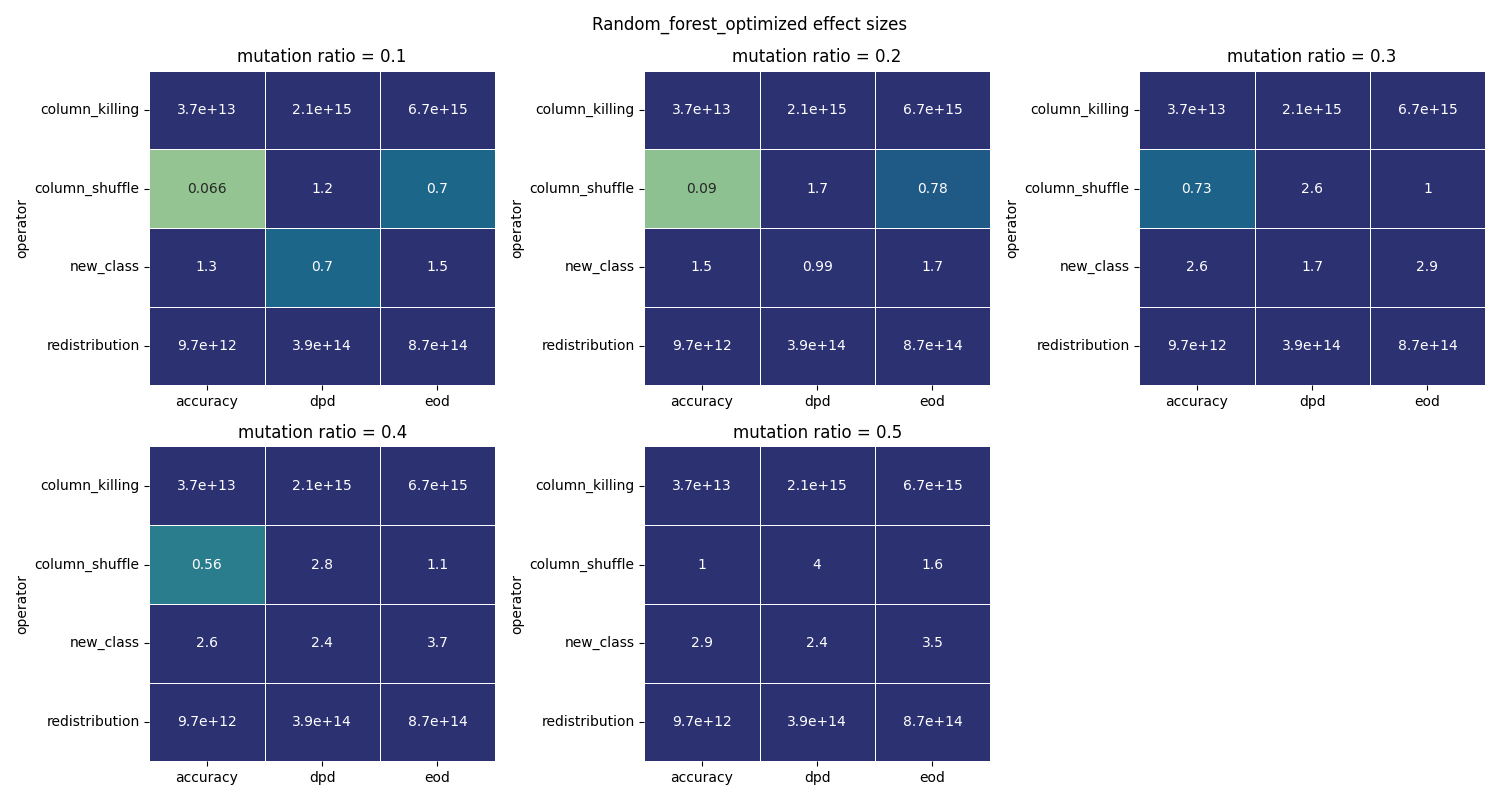 Random_forest_optimized effect sizes
mutation ratio = 0.1
operator
column_killing 3.7e+13 2.1e+15 6.7e+15
column_shuffle 0.066 1.2 0.7
new_class 1.3 0.7 1.5
redistribution 9.7e+12 3.9e+14 8.7e+14
accuracy dpd eod
mutation ratio = 0.2
operator
column_killing 3.7e+13 2.1e+15 6.7e+15
column_shuffle 0.09 1.7 0.78
new_class 1.5 0.99 1.7
redistribution 9.7e+12 3.9e+14 8.7e+14
accuracy dpd eod
mutation ratio = 0.3
operator
column_killing 3.7e+13 2.1e+15 6.7e+15
column_shuffle 0.73 2.6 1
new_class 2.6 1.7 2.9
redistribution 9.7e+12 3.9e+14 8.7e+14
accuracy dpd eod
mutation ratio = 0.4
operator
column_killing 3.7e+13 2.1e+15 6.7e+15
column_shuffle 0.56 2.8 1.1
new_class 2.6 2.4 3.7
redistribution 9.7e+12 3.9e+14 8.7e+14
accuracy dpd eod
mutation ratio = 0.5
operator
column_killing 3.7e+13 2.1e+15 6.7e+15
column_shuffle 1 4 1.6
new_class 2.9 2.4 3.5
redistribution 9.7e+12 3.9e+14 8.7e+14
accuracy dpd eod